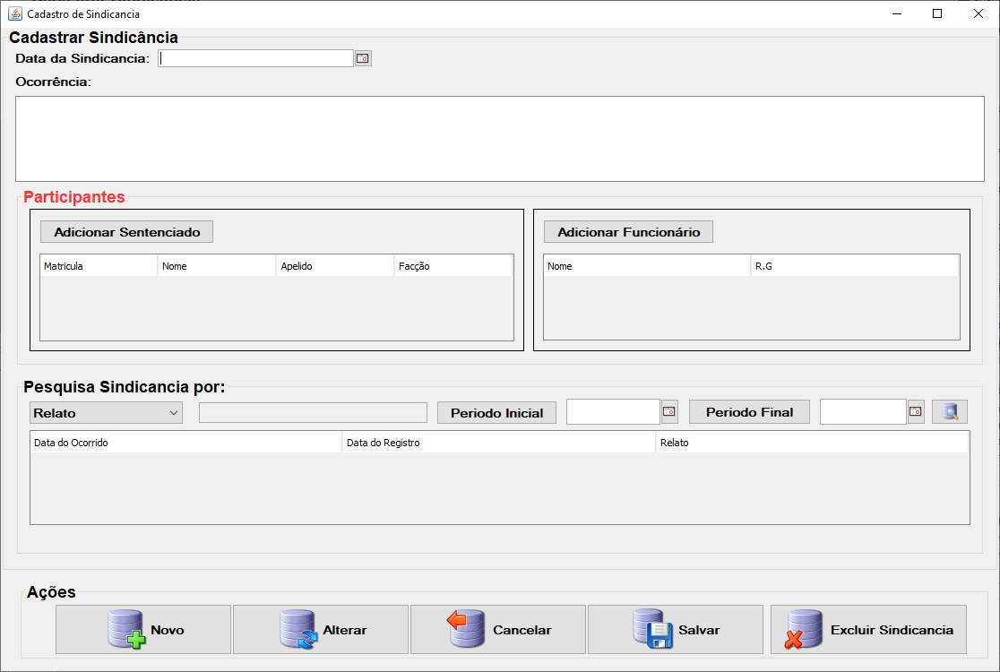 Cadastro de Sindicancia
Cadastrar Sindicância
Data da Sindicancia:
Ocorrência:
Participantes
Adicionar Sentenciado
Adicionar Funcionário
Matricula Nome Apelido Facção
Nome R.G
Pesquisa Sindicancia por:
Relato Periodo Inicial Periodo Final
Data do Ocorrido Data do Registro Relato
Ações
Novo Alterar Cancelar Salvar Excluir Sindicancia